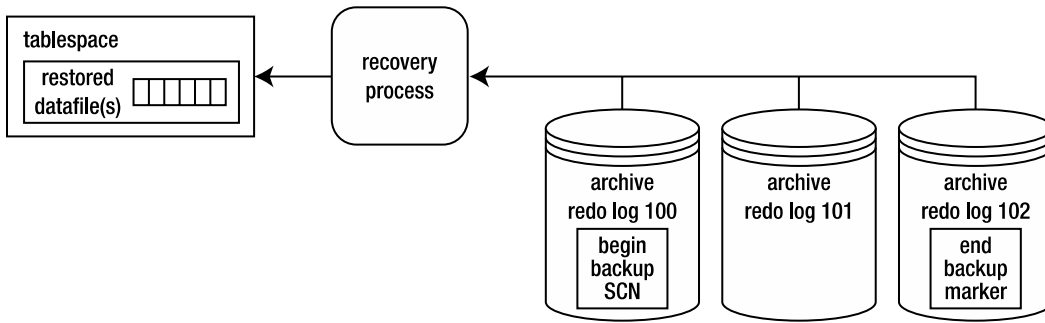 tablespace
restored
datafile(s)
recovery
process
archive
redo log 100
begin
backup
SCN
archive
redo log 101
archive
redo log 102
end
backup
marker